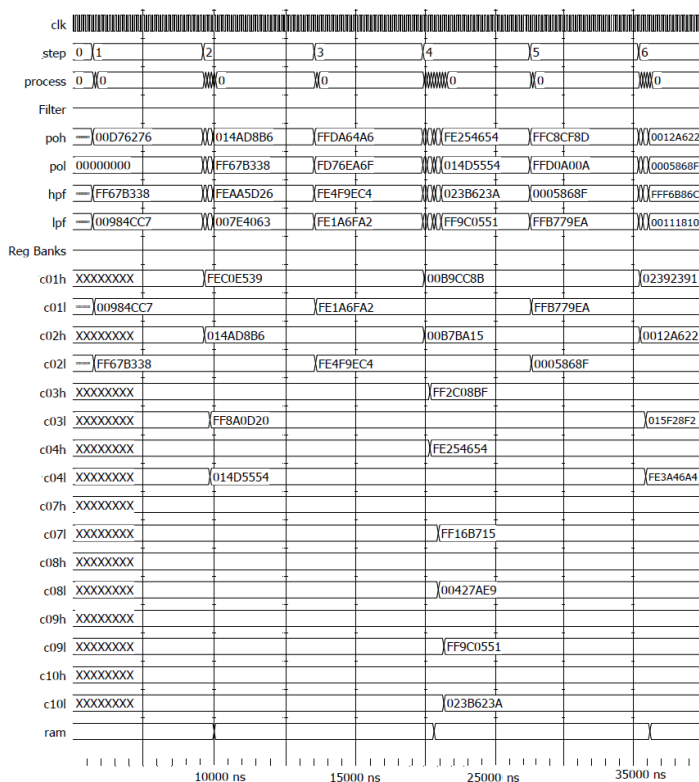 clk
step 0 1 2 3 4 5 6
process 0 0 0 0 0 0 0
Filter
poh 00D76276 014AD8B6 FFDA64A6 FE254654 FFC8CF8D 0012A622
pol 00000000 FF67B338 FD76EA6F 014D5554 FFD0A00A 0005868F
hpf FF67B338 FEAA5D26 FE4F9EC4 023B623A 0005868F FFF6B86C
lpf 00984CC7 007E4063 FE1A6FA2 FF9C0551 FFB779EA 00111810
Reg Banks
c01h XXXXXXXX FEC0E539 00B9CC8B 02392391
c01l 00984CC7 FE1A6FA2 FFB779EA
c02h XXXXXXXX 014AD8B6 00B7BA15 0012A622
c02l FF67B338 FE4F9EC4 0005868F
c03h XXXXXXXX FF2C08BF
c03l XXXXXXXX FF8A0D20 015F28F2
c04h XXXXXXXX FE254654
c04l XXXXXXXX 014D5554 FE3A46A4
c07h XXXXXXXX
c07l XXXXXXXX FF16B715
c08h XXXXXXXX
c08l XXXXXXXX 00427AE9
c09h XXXXXXXX
c09l XXXXXXXX FF9C0551
c10h XXXXXXXX
c10l XXXXXXXX 023B623A
ram
10000 ns 15000 ns 25000 ns 35000 ns